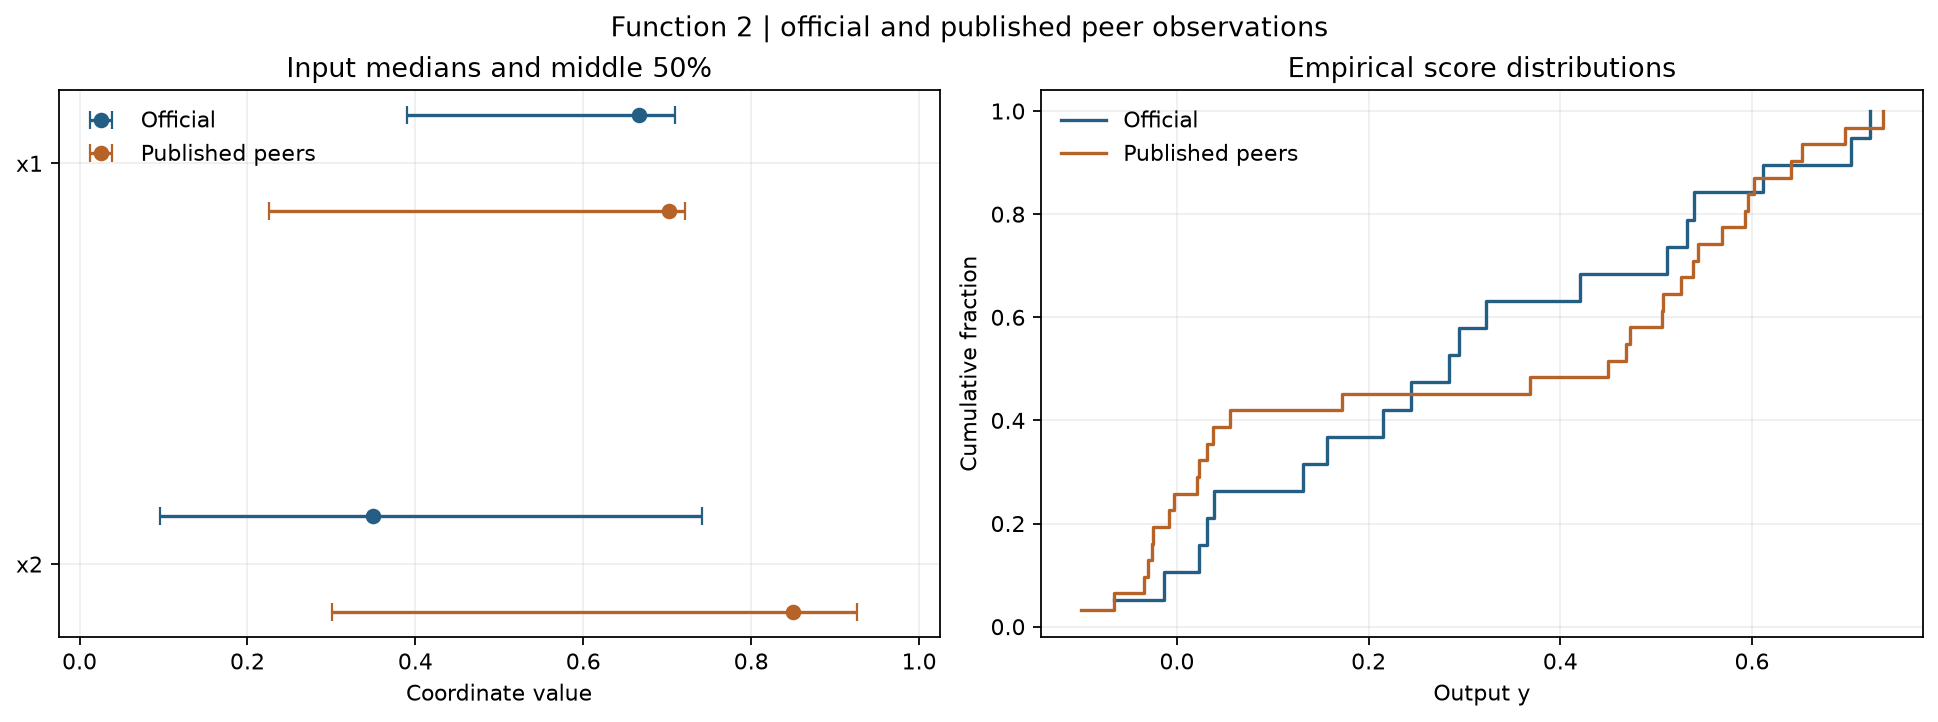 Function 2 | official and published peer observations
Input medians and middle 50%
Official
Published peers
x1
x2
0.0 0.2 0.4 0.6 0.8 1.0
Coordinate value
Empirical score distributions
Official
Published peers
Cumulative fraction
1.0
0.8
0.6
0.4
0.2
0.0
0.0 0.2 0.4 0.6
Output y